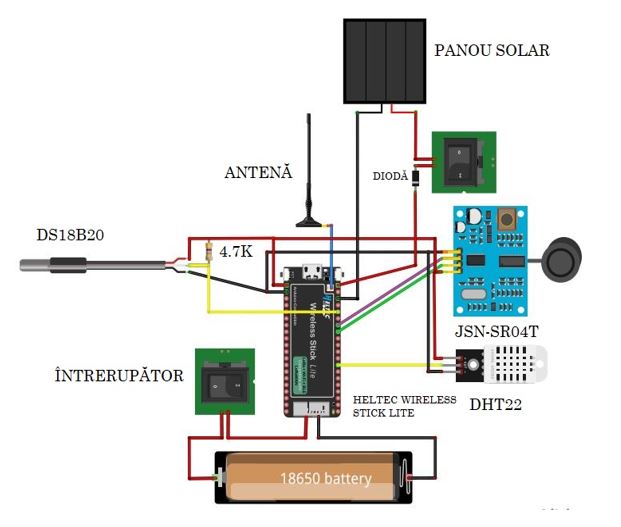 PANOU SOLAR
ANTENĂ
DIODĂ
DS18B20
4.7K
Wireless Stick Lite
JSN-SR04T
ÎNTRERUPĂTOR
HELTEC WIRELESS
STICK LITE
DHT22
18650 battery